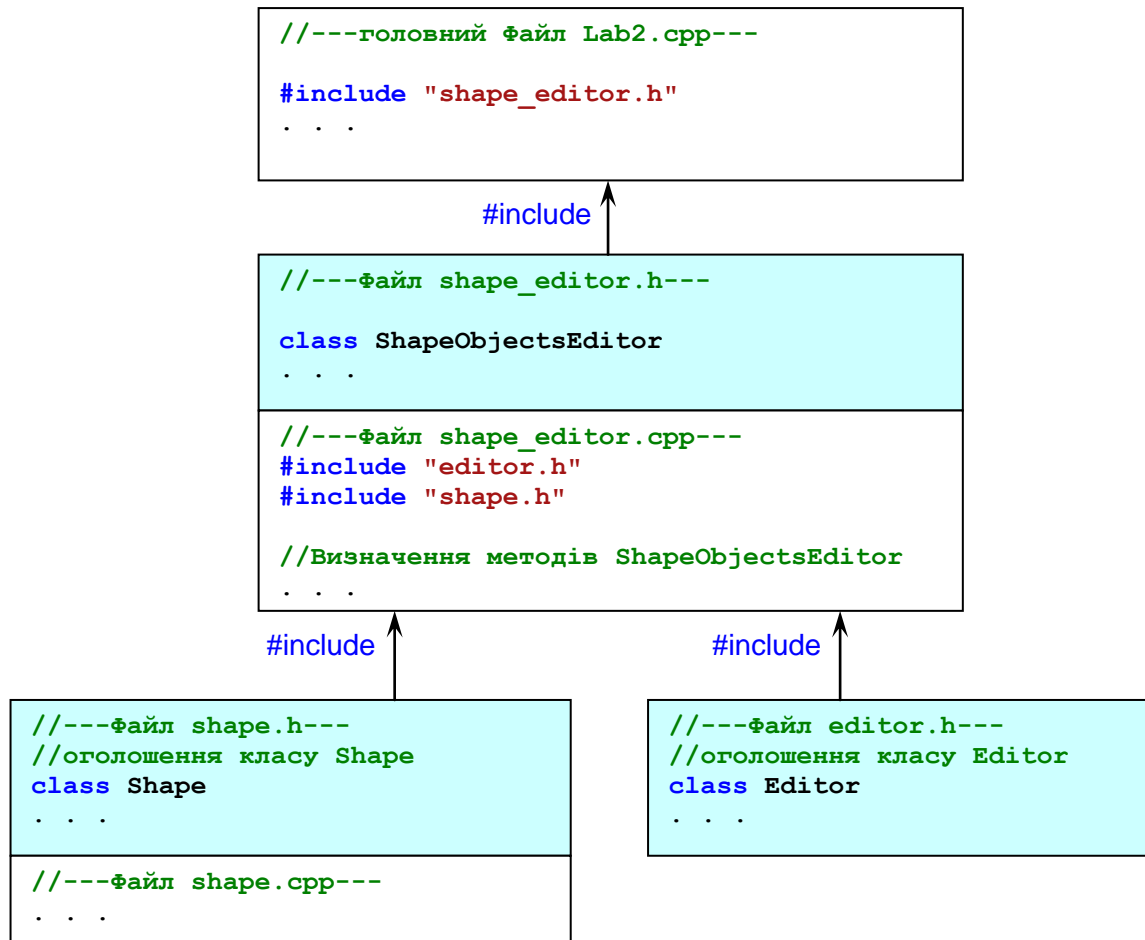 //---головний Файл Lab2.cpp---
#include "shape_editor.h"
. . .
#include
//---Файл shape_editor.h---
class ShapeObjectsEditor
. . .
//---Файл shape_editor.cpp---
#include "editor.h"
#include "shape.h"
//Визначення методів ShapeObjectsEditor
. . .
#include
#include
//---Файл shape.h---
//оголошення класу Shape
class Shape
. . .
//---Файл shape.cpp---
. . .
//---Файл editor.h---
//оголошення класу Editor
class Editor
. . .